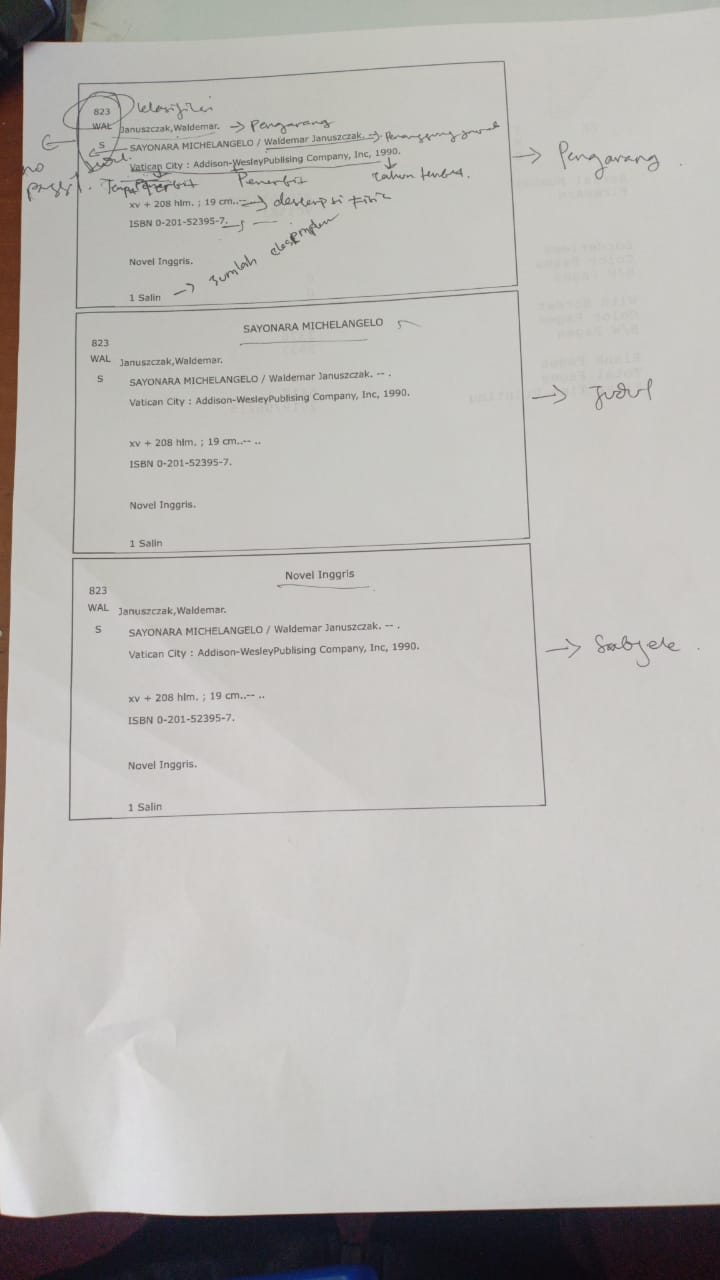 823 klasifikasi
WAL Januszczak,Waldemar. → Pengarang
S SAYONARA MICHELANGELO / Waldemar Januszczak. --
Judul
no
Vatican City : Addison-WesleyPublising Company, Inc, 1990.
Penerbit tahun terbit.
xv + 208 hlm. ; 19 cm..-- → deskripsi Fisik
ISBN 0-201-52395-7.
Novel Inggris.
1 Salin → Jumlah eksemplar
→ Pengarang.
SAYONARA MICHELANGELO
823
WAL Januszczak,Waldemar.
S SAYONARA MICHELANGELO / Waldemar Januszczak. -- .
Vatican City : Addison-WesleyPublising Company, Inc, 1990.
xv + 208 hlm. ; 19 cm..-- ..
ISBN 0-201-52395-7.
Novel Inggris.
1 Salin
→ Judul
Novel Inggris
823
WAL Januszczak,Waldemar.
S SAYONARA MICHELANGELO / Waldemar Januszczak. -- .
Vatican City : Addison-WesleyPublising Company, Inc, 1990.
xv + 208 hlm. ; 19 cm..-- ..
ISBN 0-201-52395-7.
Novel Inggris.
1 Salin
→ Subjek.